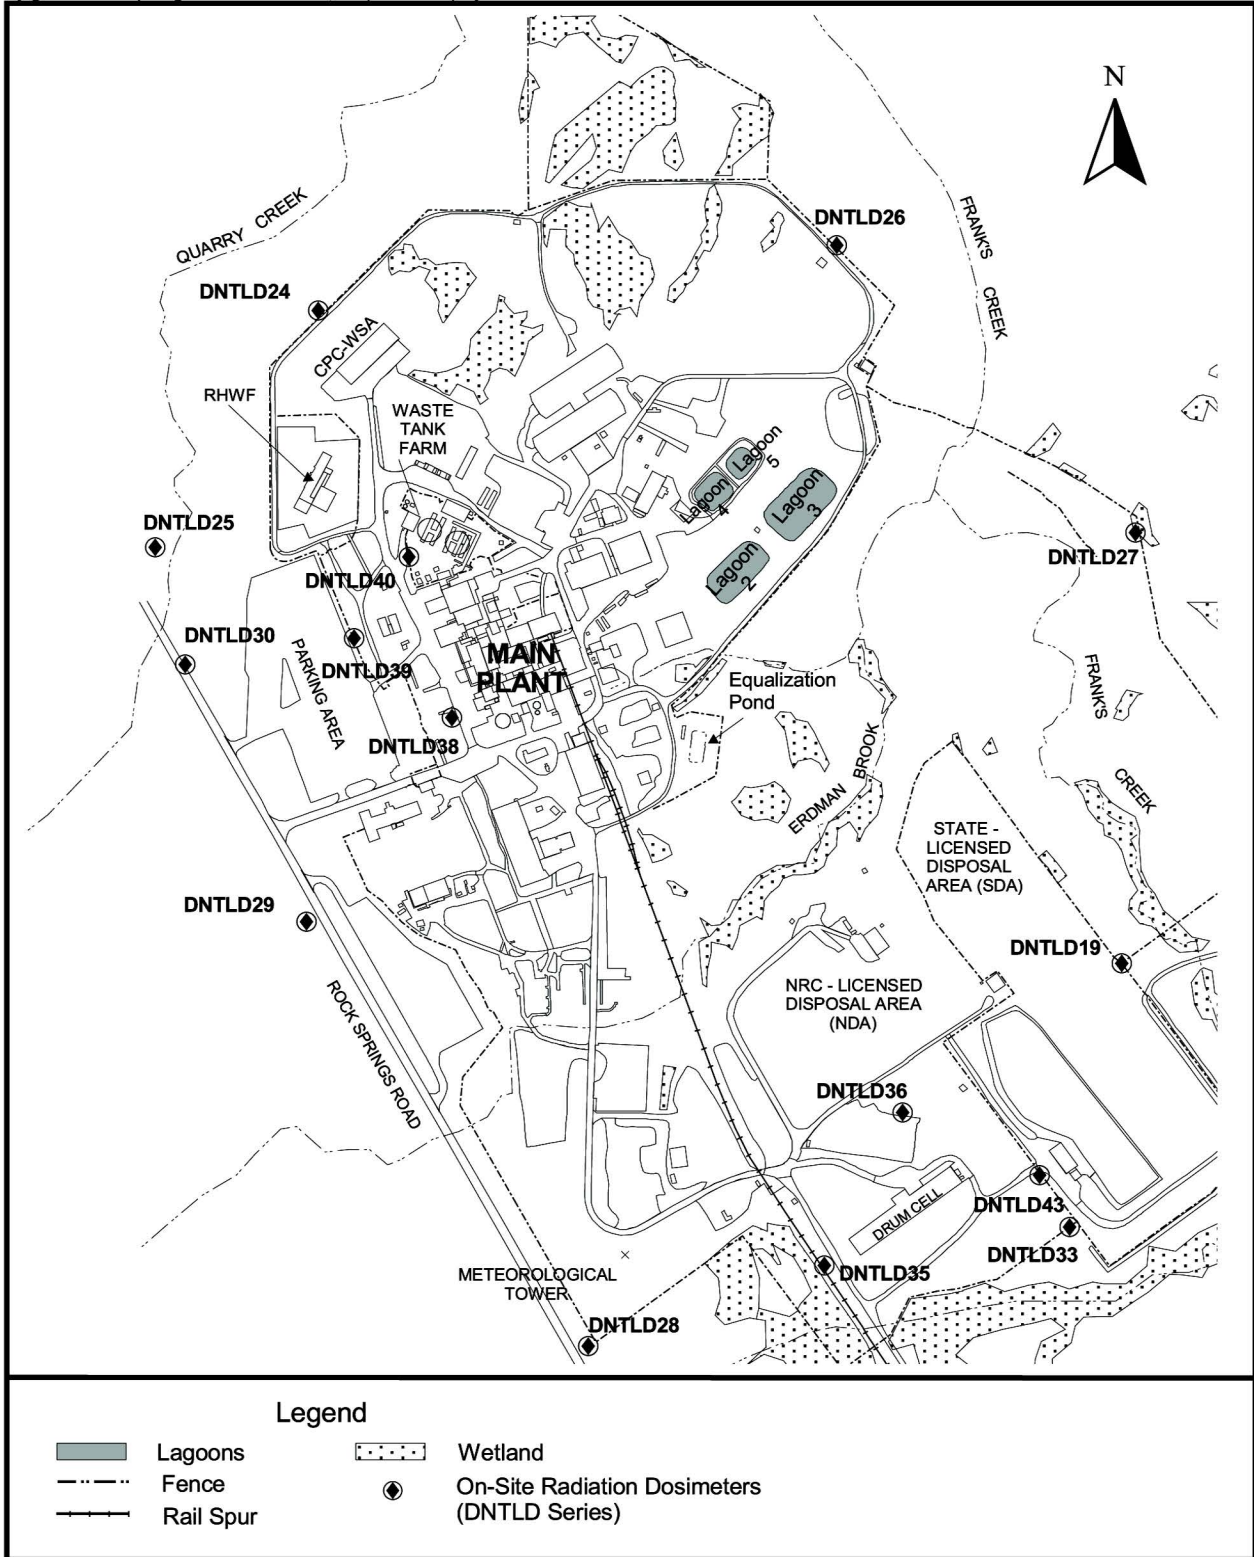 N
QUARRY CREEK
FRANK'S
CREEK
DNTLD26
DNTLD24
CPC-WSA
RHWF
WASTE
TANK
FARM
Lagoon
5
Lagoon
4
Lagoon
3
Lagoon
2
DNTLD25
DNTLD27
DNTLD40
DNTLD30
PARKING AREA
DNTLD39
MAIN
PLANT
Equalization
Pond
FRANK'S
CREEK
DNTLD38
ERDMAN BROOK
STATE -
LICENSED
DISPOSAL
AREA (SDA)
DNTLD29
DNTLD19
ROCK SPRINGS ROAD
NRC - LICENSED
DISPOSAL AREA
(NDA)
DNTLD36
DRUM CELL
DNTLD43
DNTLD33
METEOROLOGICAL
TOWER
DNTLD35
DNTLD28
Legend
Lagoons
Wetland
Fence
On-Site Radiation Dosimeters
(DNTLD Series)
Rail Spur